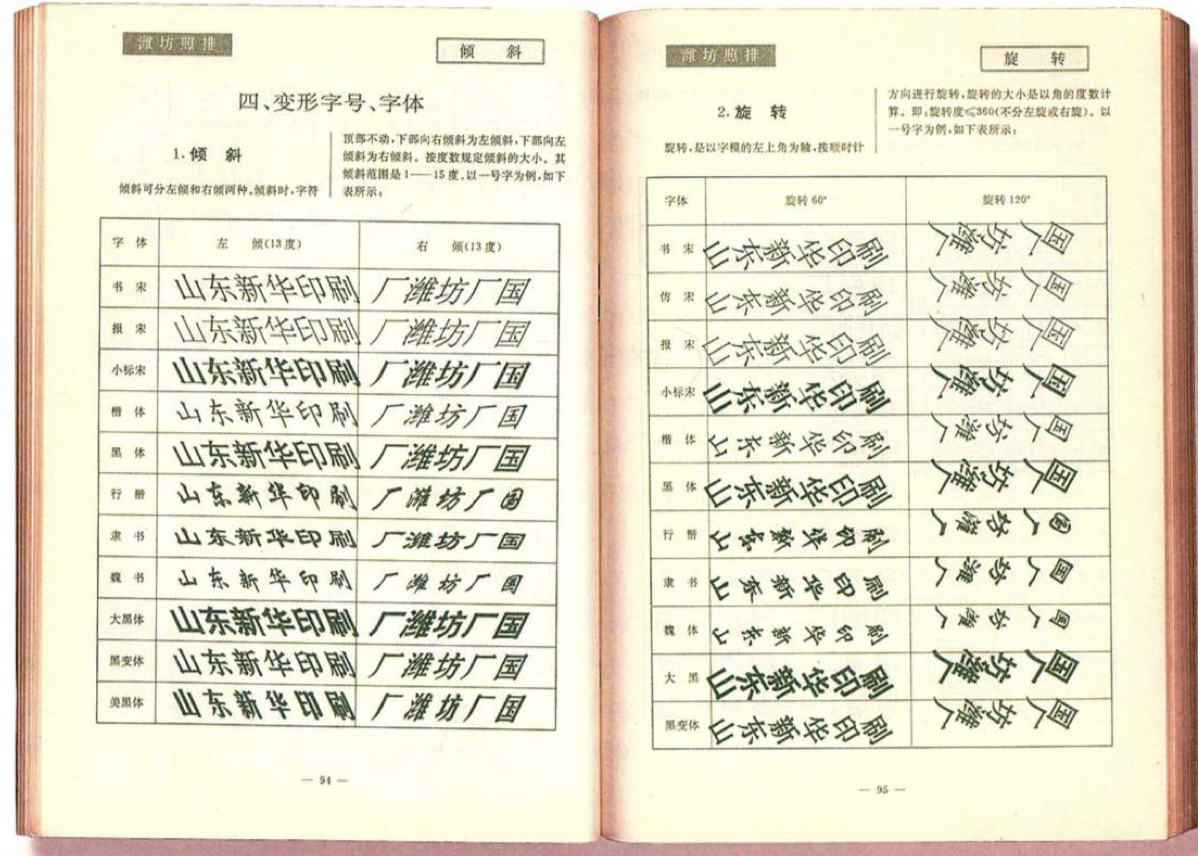 潍坊照排
倾 斜
四、变形字号、字体
1. 倾 斜
倾斜可分左倾和右倾两种。倾斜时,字符
顶部不动,下部向右倾斜为左倾斜,下部向左
倾斜为右倾斜。按度数规定倾斜的大小。其
倾斜范围是1——15度。以一号字为例,如下
表所示:
字 体 左 倾(13度) 右 倾(13度)
书 宋 山东新华印刷 厂潍坊厂国
报 宋 山东新华印刷 厂潍坊厂国
小标宋 山东新华印刷 厂潍坊厂国
楷 体 山东新华印刷 厂潍坊厂国
黑 体 山东新华印刷 厂潍坊厂国
行 楷 山东新华印刷 厂潍坊厂国
隶 书 山东新华印刷 厂潍坊厂国
魏 书 山东新华印刷 厂潍坊厂国
大黑体 山东新华印刷 厂潍坊厂国
黑变体 山东新华印刷 厂潍坊厂国
美黑体 山东新华印刷 厂潍坊厂国
— 94 —
潍坊照排
旋 转
2. 旋 转
旋转,是以字模的左上角为轴,按顺时针
方向进行旋转,旋转的大小是以角的度数计
算。即:旋转度≤360(不分左旋或右旋)。以
一号字为例,如下表所示:
字体 旋转60° 旋转120°
书 宋 山东新华印刷 厂潍坊厂国
仿 宋 山东新华印刷 厂潍坊厂国
报 宋 山东新华印刷 厂潍坊厂国
小标宋 山东新华印刷 厂潍坊厂国
楷 体 山东新华印刷 厂潍坊厂国
黑 体 山东新华印刷 厂潍坊厂国
行 楷 山东新华印刷 厂潍坊厂国
隶 书 山东新华印刷 厂潍坊厂国
魏 体 山东新华印刷 厂潍坊厂国
大 黑 山东新华印刷 厂潍坊厂国
黑变体 山东新华印刷 厂潍坊厂国
— 95 —